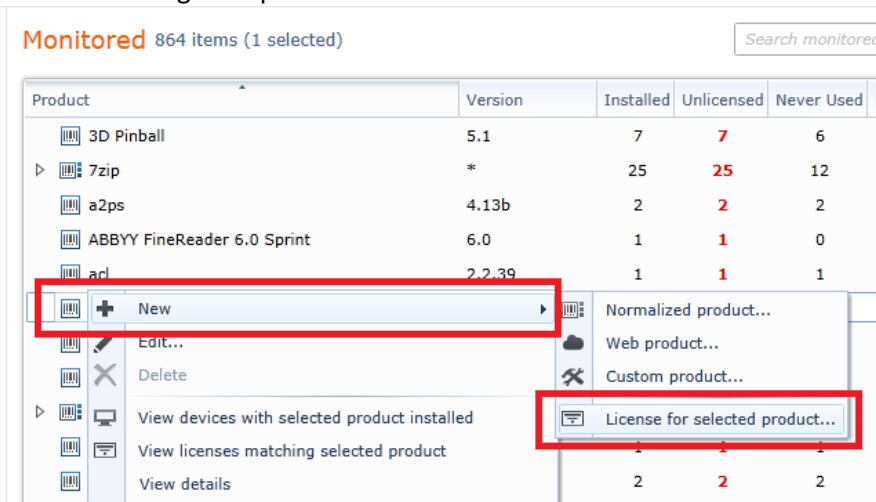 Monitored 864 items (1 selected)
Search monitored
Product Version Installed Unlicensed Never Used
3D Pinball 5.1 7 7 6
7zip * 25 25 12
a2ps 4.13b 2 2 2
ABBYY FineReader 6.0 Sprint 6.0 1 1 0
acl 2.2.39 1 1 1
New
Normalized product...
Edit...
Web product...
Delete
Custom product...
View devices with selected product installed
License for selected product...
View licenses matching selected product
View details
2 2 2